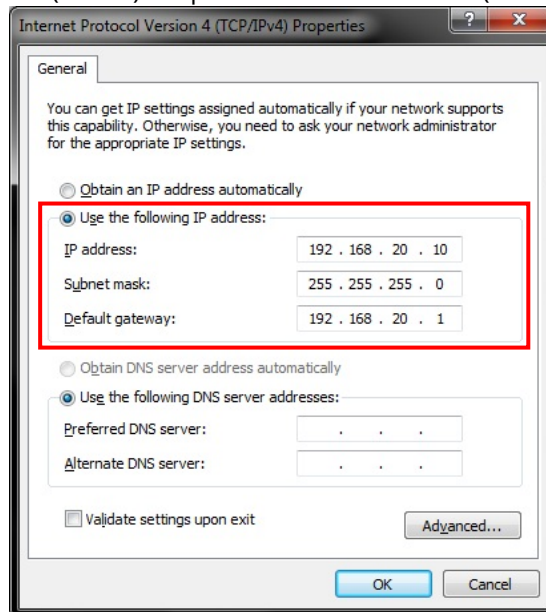 Internet Protocol Version 4 (TCP/IPv4) Properties
General
You can get IP settings assigned automatically if your network supports
this capability. Otherwise, you need to ask your network administrator
for the appropriate IP settings.
Obtain an IP address automatically
Use the following IP address:
IP address: 192 . 168 . 20 . 10
Subnet mask: 255 . 255 . 255 . 0
Default gateway: 192 . 168 . 20 . 1
Obtain DNS server address automatically
Use the following DNS server addresses:
Preferred DNS server: . . .
Alternate DNS server: . . .
Validate settings upon exit
Advanced...
OK Cancel